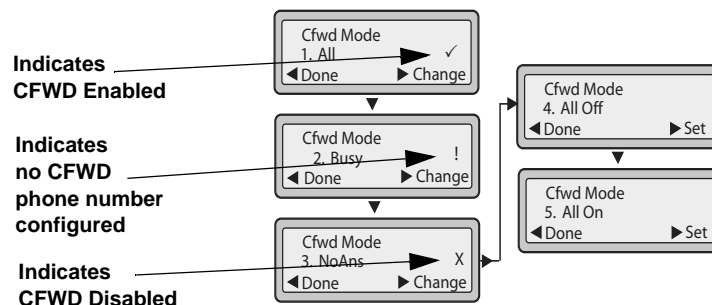 Indicates
CFWD Enabled
Indicates
no CFWD
phone number
configured
Indicates
CFWD Disabled
Cfwd Mode
1. All ✓
◀Done ▶Change
Cfwd Mode
2. Busy !
◀Done ▶Change
Cfwd Mode
3. NoAns X
◀Done ▶Change
Cfwd Mode
4. All Off
◀Done ▶Set
Cfwd Mode
5. All On
◀Done ▶Set